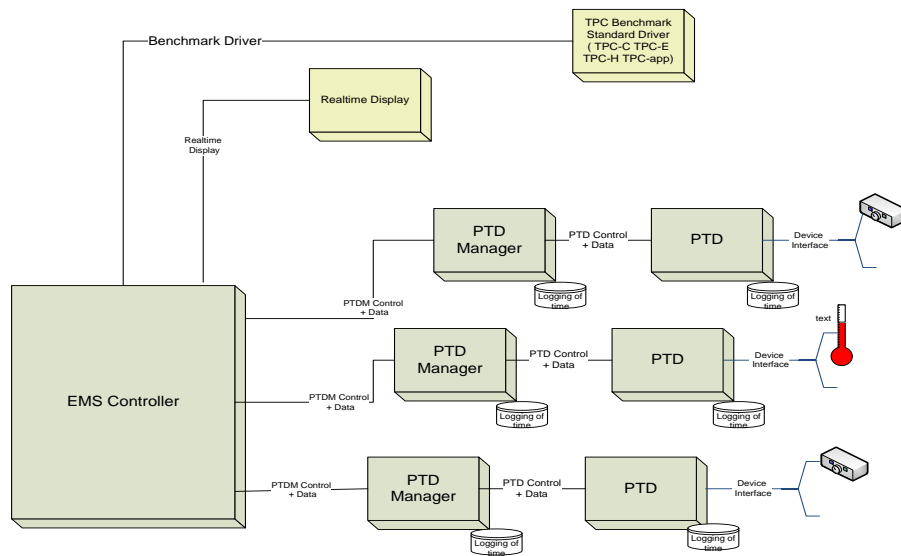 TPC Benchmark
Standard Driver
( TPC-C TPC-E
TPC-H TPC-app)
Benchmark Driver
Realtime Display
Realtime
Display
PTD
Manager
PTD Control
+ Data
PTD
Device
Interface
Logging of
time
Logging of
time
PTDM Control
+ Data
text
PTD
Manager
PTD Control
+ Data
PTD
Device
Interface
EMS Controller
PTDM Control
+ Data
Logging of
time
Logging of
time
PTD
Manager
PTD Control
+ Data
PTD
Device
Interface
PTDM Control
+ Data
Logging of
time
Logging of
time